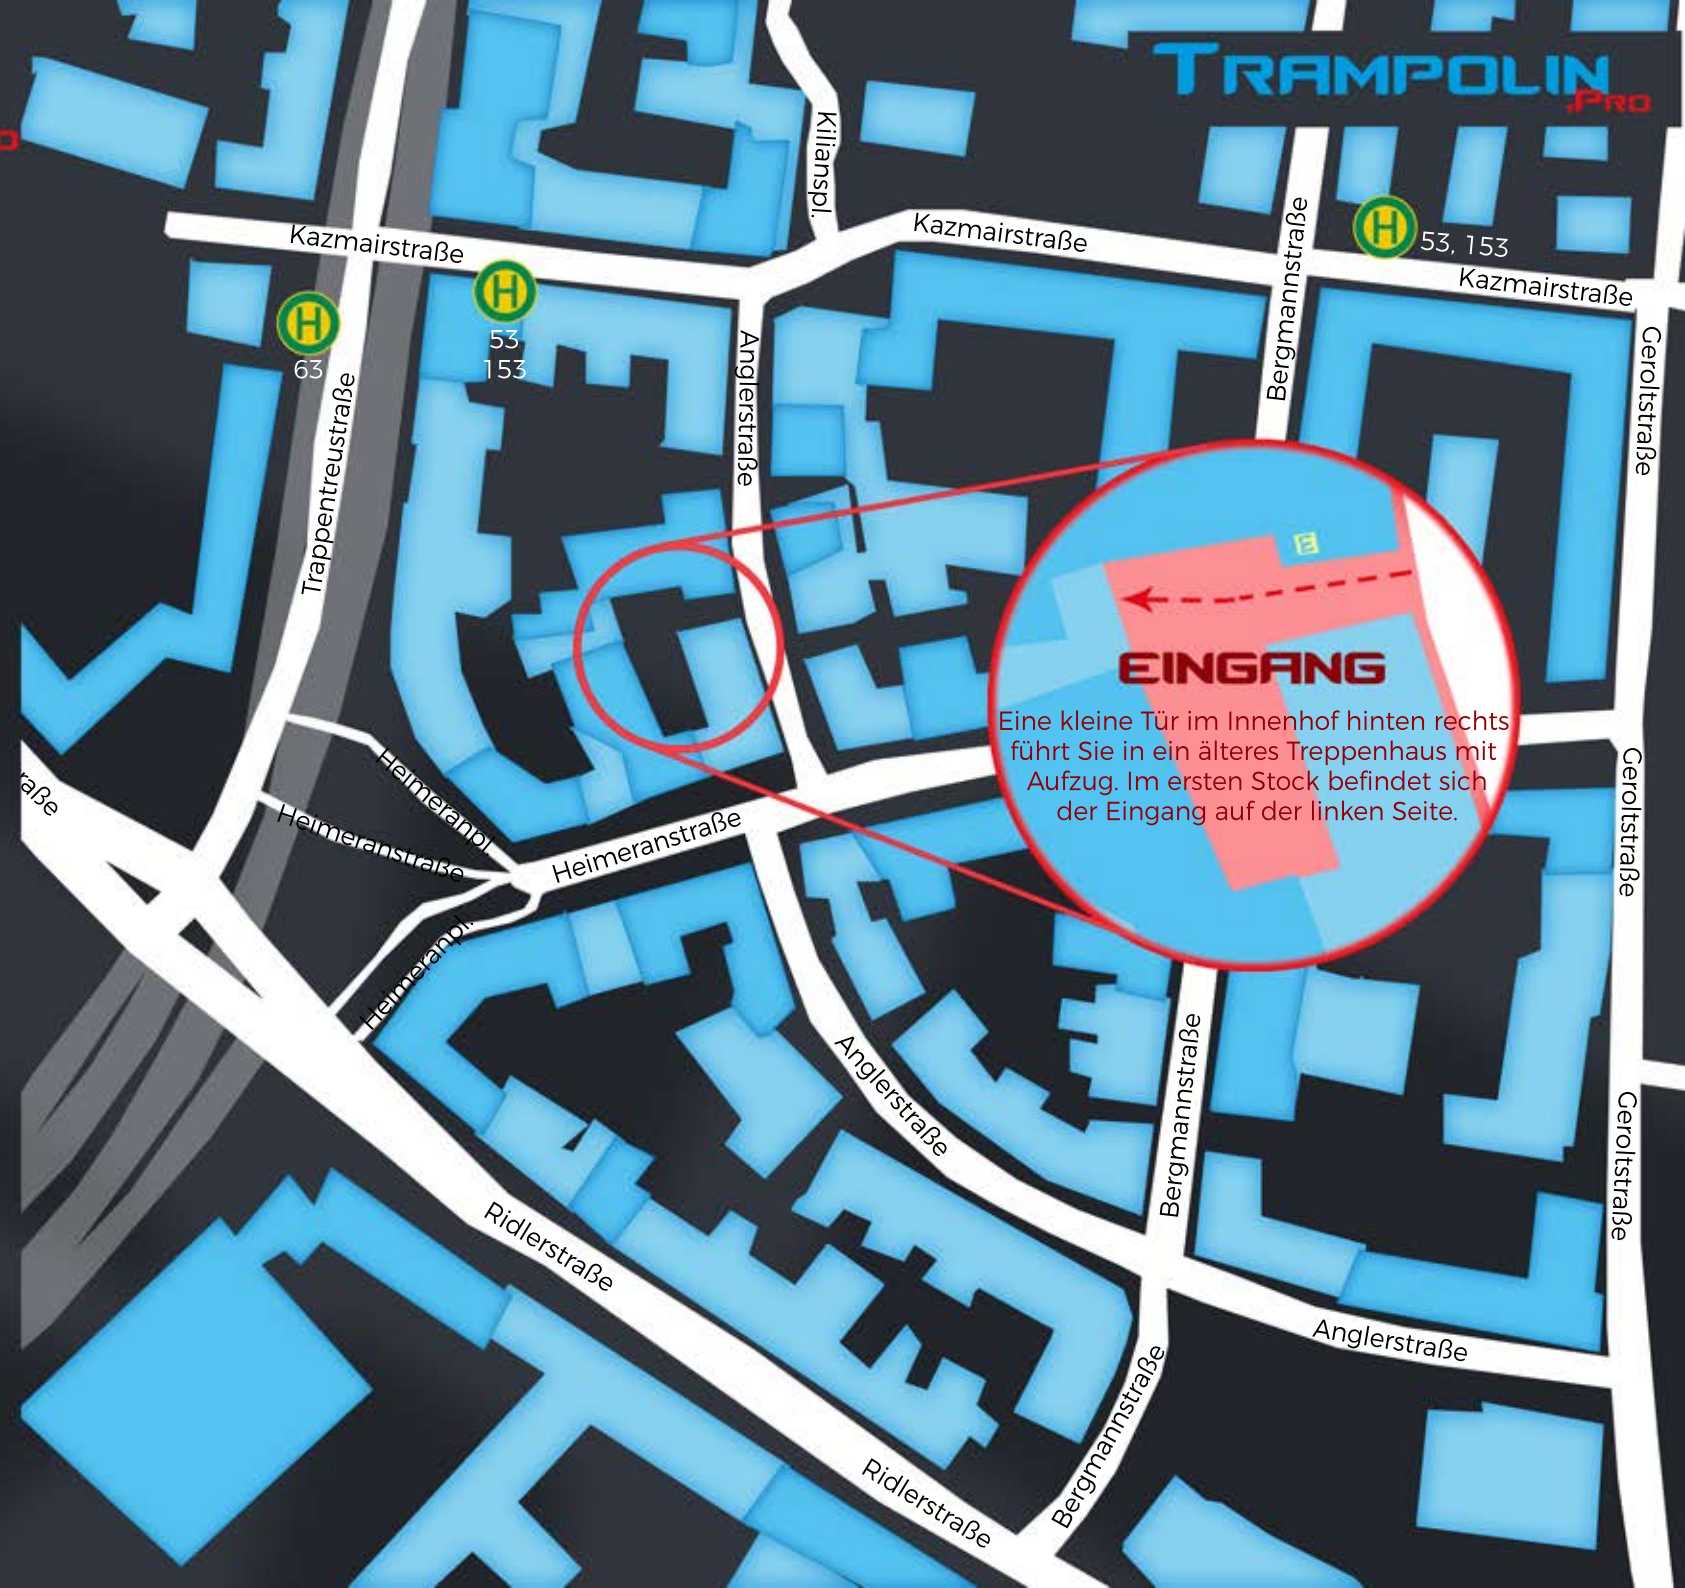 TRAMPOLIN
.PRO
O
Kilianspl.
Kazmairstraße
Kazmairstraße
Bergmannstraße
53, 153
Kazmairstraße
63
53
153
Trappentreustraße
Anglerstraße
Geroltstraße
E
EINGANG
Eine kleine Tür im Innenhof hinten rechts
führt Sie in ein älteres Treppenhaus mit
Aufzug. Im ersten Stock befindet sich
der Eingang auf der linken Seite.
H
H
H
raße
Heimeranpl.
Heimeranstraße
Heimeranstraße
Heimeranpl.
Geroltstraße
Anglerstraße
Bergmannstraße
Geroltstraße
Ridlerstraße
Anglerstraße
Bergmannstraße
Ridlerstraße